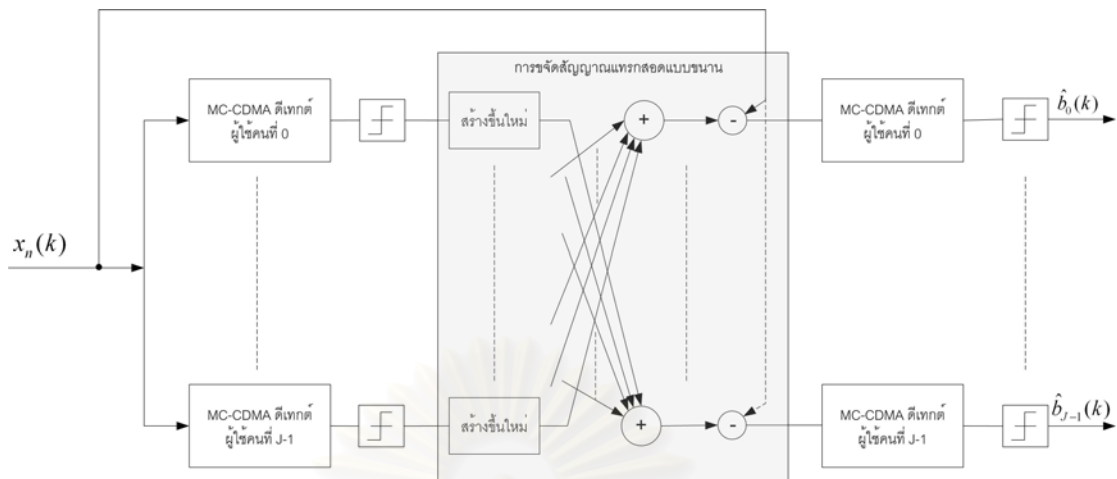 การขจัดสัญญาณแทรกสอดแบบขนาน
MC-CDMA ดีเทกต์
ผู้ใช้คนที่ 0
สร้างขึ้นใหม่
+
-
MC-CDMA ดีเทกต์
ผู้ใช้คนที่ 0
b̂₀(k)
xₙ(k)
MC-CDMA ดีเทกต์
ผู้ใช้คนที่ J-1
สร้างขึ้นใหม่
+
-
MC-CDMA ดีเทกต์
ผู้ใช้คนที่ J-1
b̂_{J-1}(k)